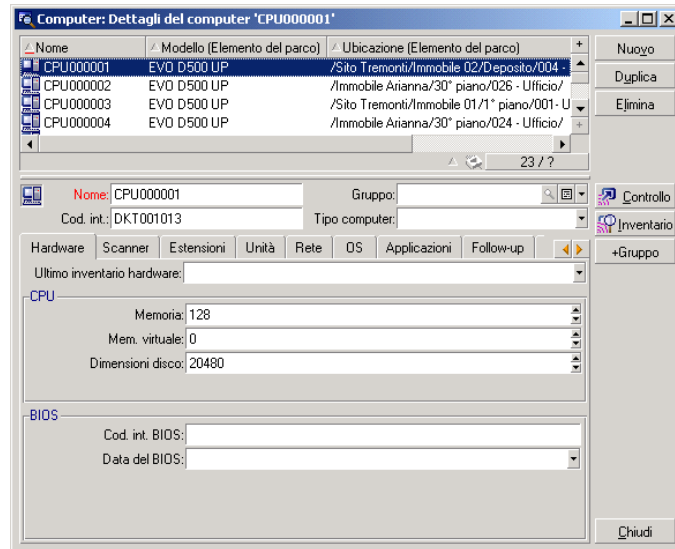 Computer: Dettagli del computer 'CPU000001'
Nome Modello (Elemento del parco) Ubicazione (Elemento del parco)
CPU000001 EVO D500 UP /Sito Tremonti/Immobile 02/Deposito/004 -
CPU000002 EVO D500 UP /Immobile Arianna/30° piano/026 - Ufficio/
CPU000003 EVO D500 UP /Sito Tremonti/Immobile 01/1° piano/001- U
CPU000004 EVO D500 UP /Immobile Arianna/30° piano/024 - Ufficio/
23 / ?
Nuovo
Duplica
Elimina
Nome: CPU000001 Gruppo:
Cod. int.: DKT001013 Tipo computer:
Controllo
Inventario
+Gruppo
Hardware Scanner Estensioni Unità Rete OS Applicazioni Follow-up
Ultimo inventario hardware:
CPU
Memoria: 128
Mem. virtuale: 0
Dimensioni disco: 20480
BIOS
Cod. int. BIOS:
Data del BIOS:
Chiudi